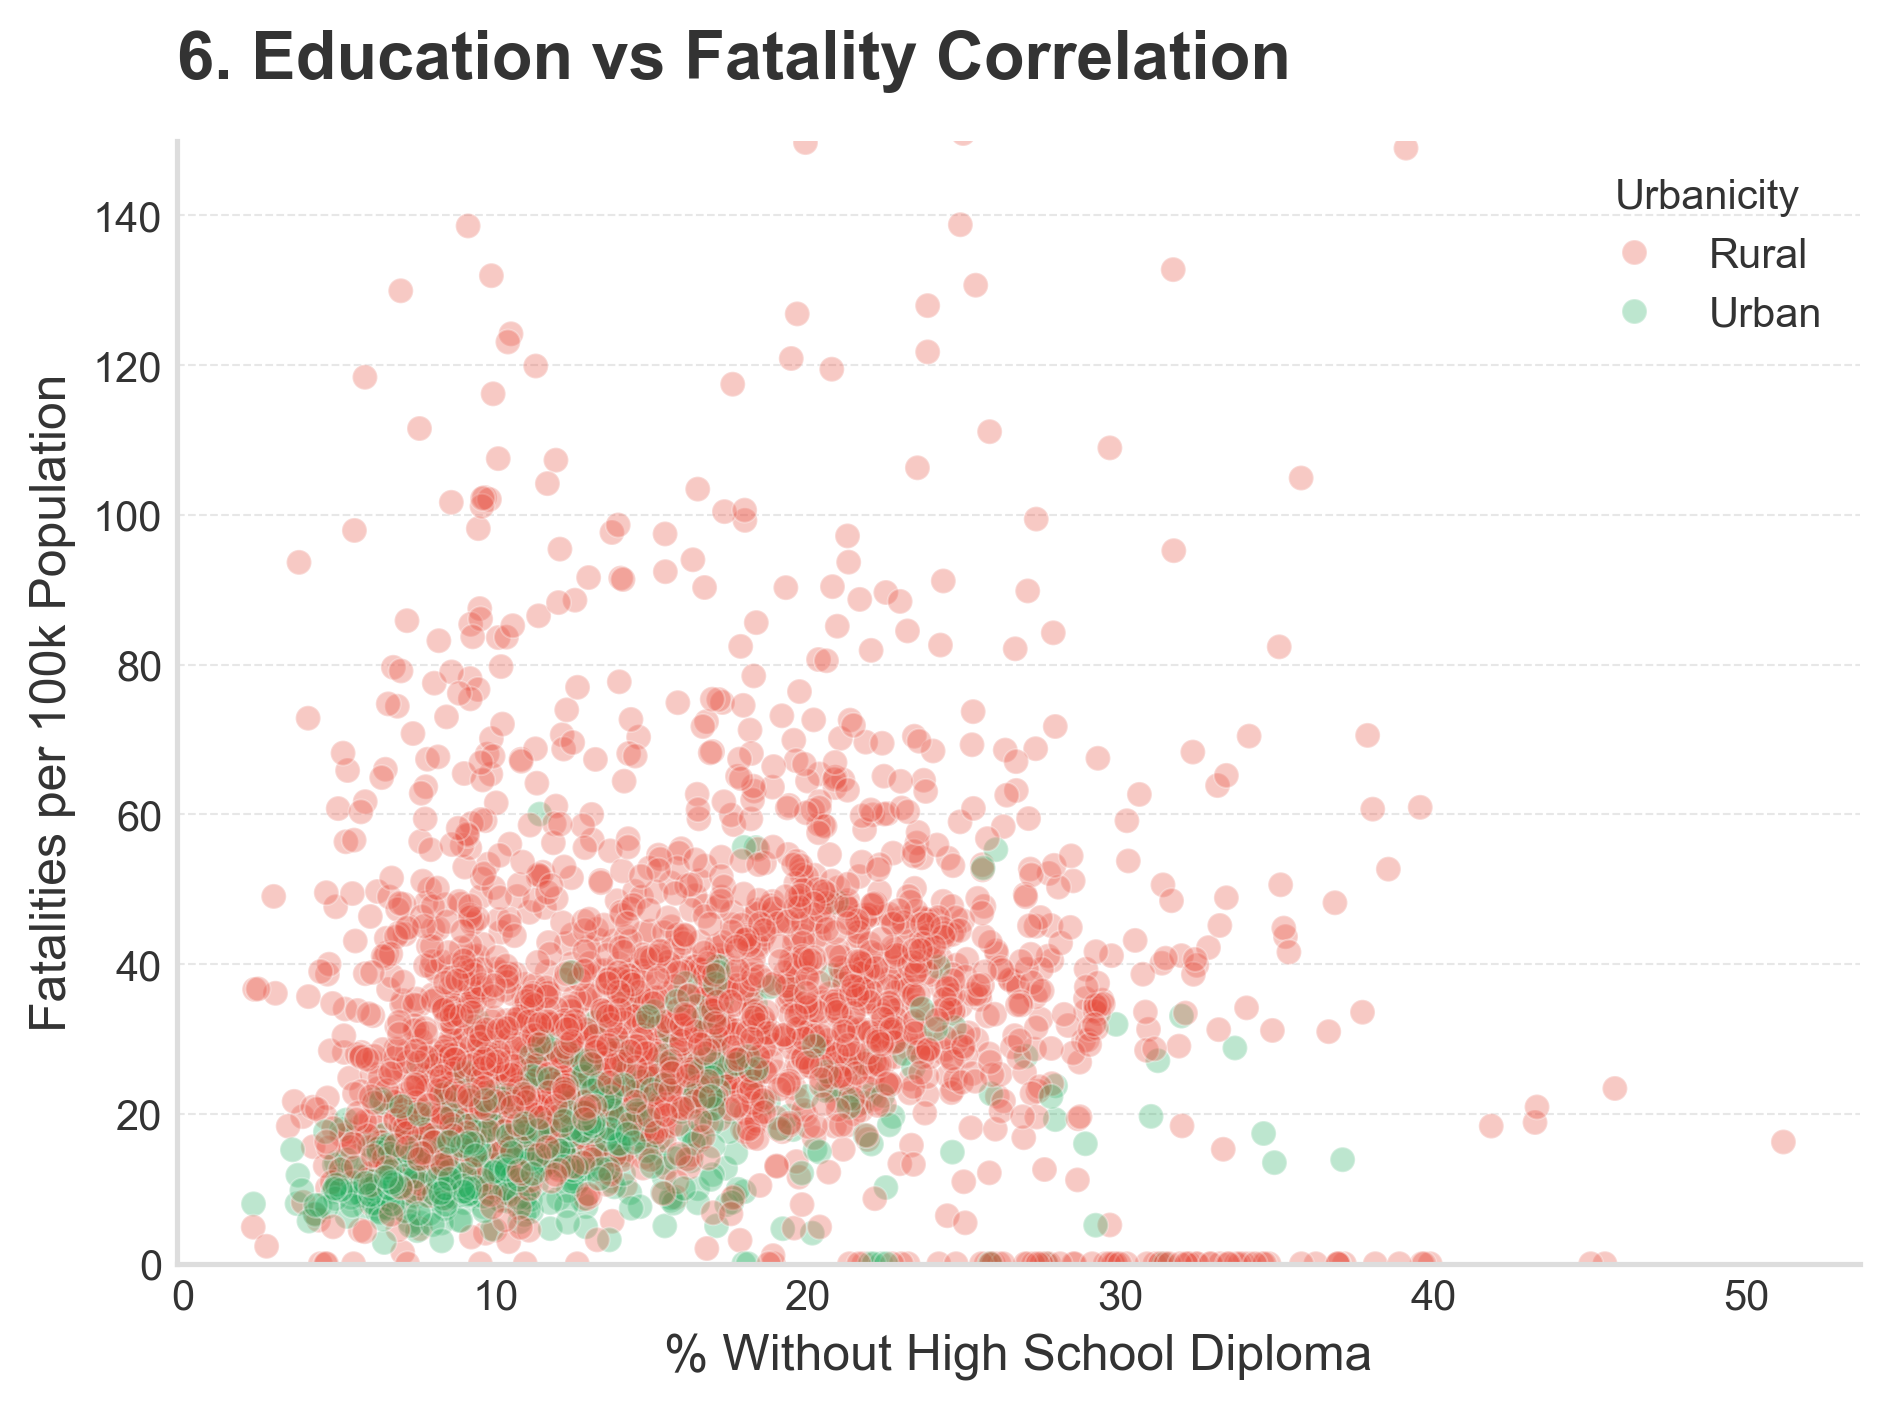 6. Education vs Fatality Correlation
Urbanicity
Rural
Urban
Fatalities per 100k Population
140
120
100
80
60
40
20
0
0 10 20 30 40 50
% Without High School Diploma